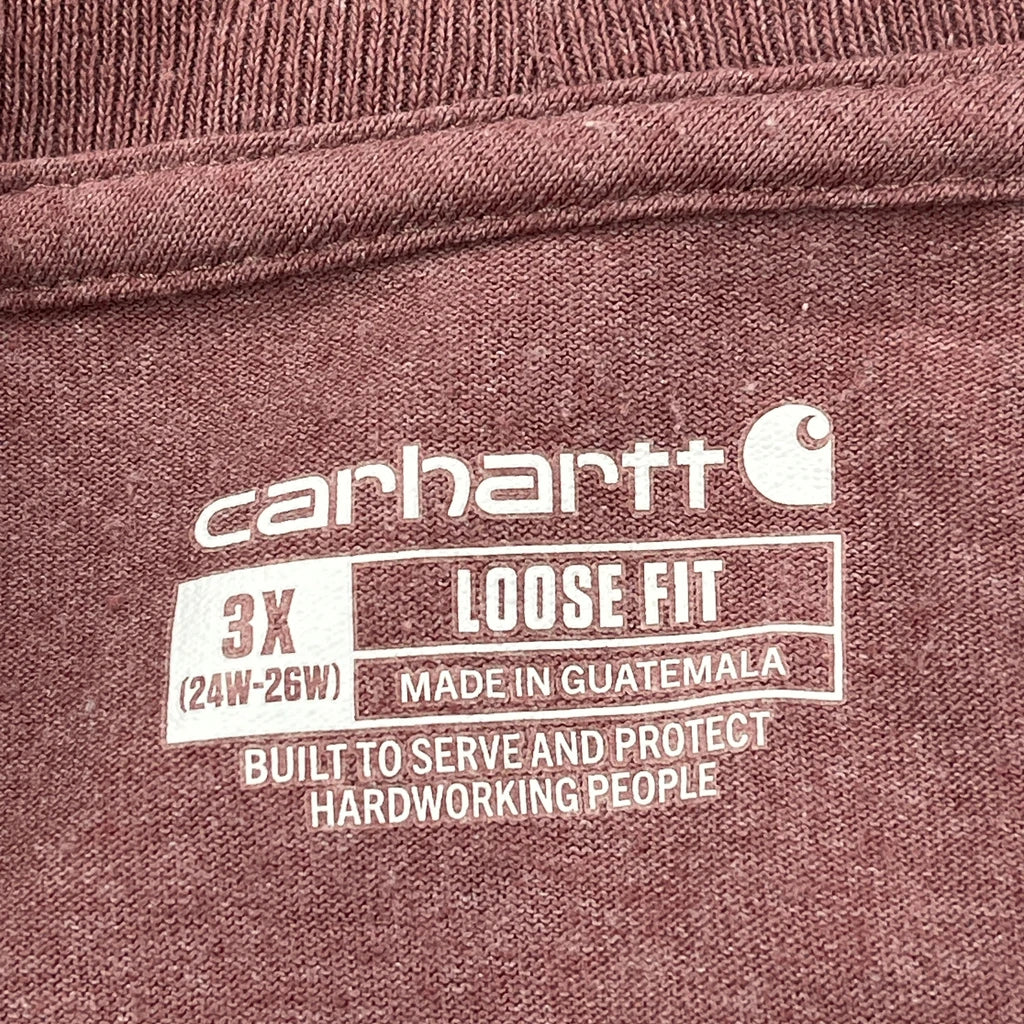 carhartt
3X
(24W-26W)
LOOSE FIT
MADE IN GUATEMALA
BUILT TO SERVE AND PROTECT
HARDWORKING PEOPLE